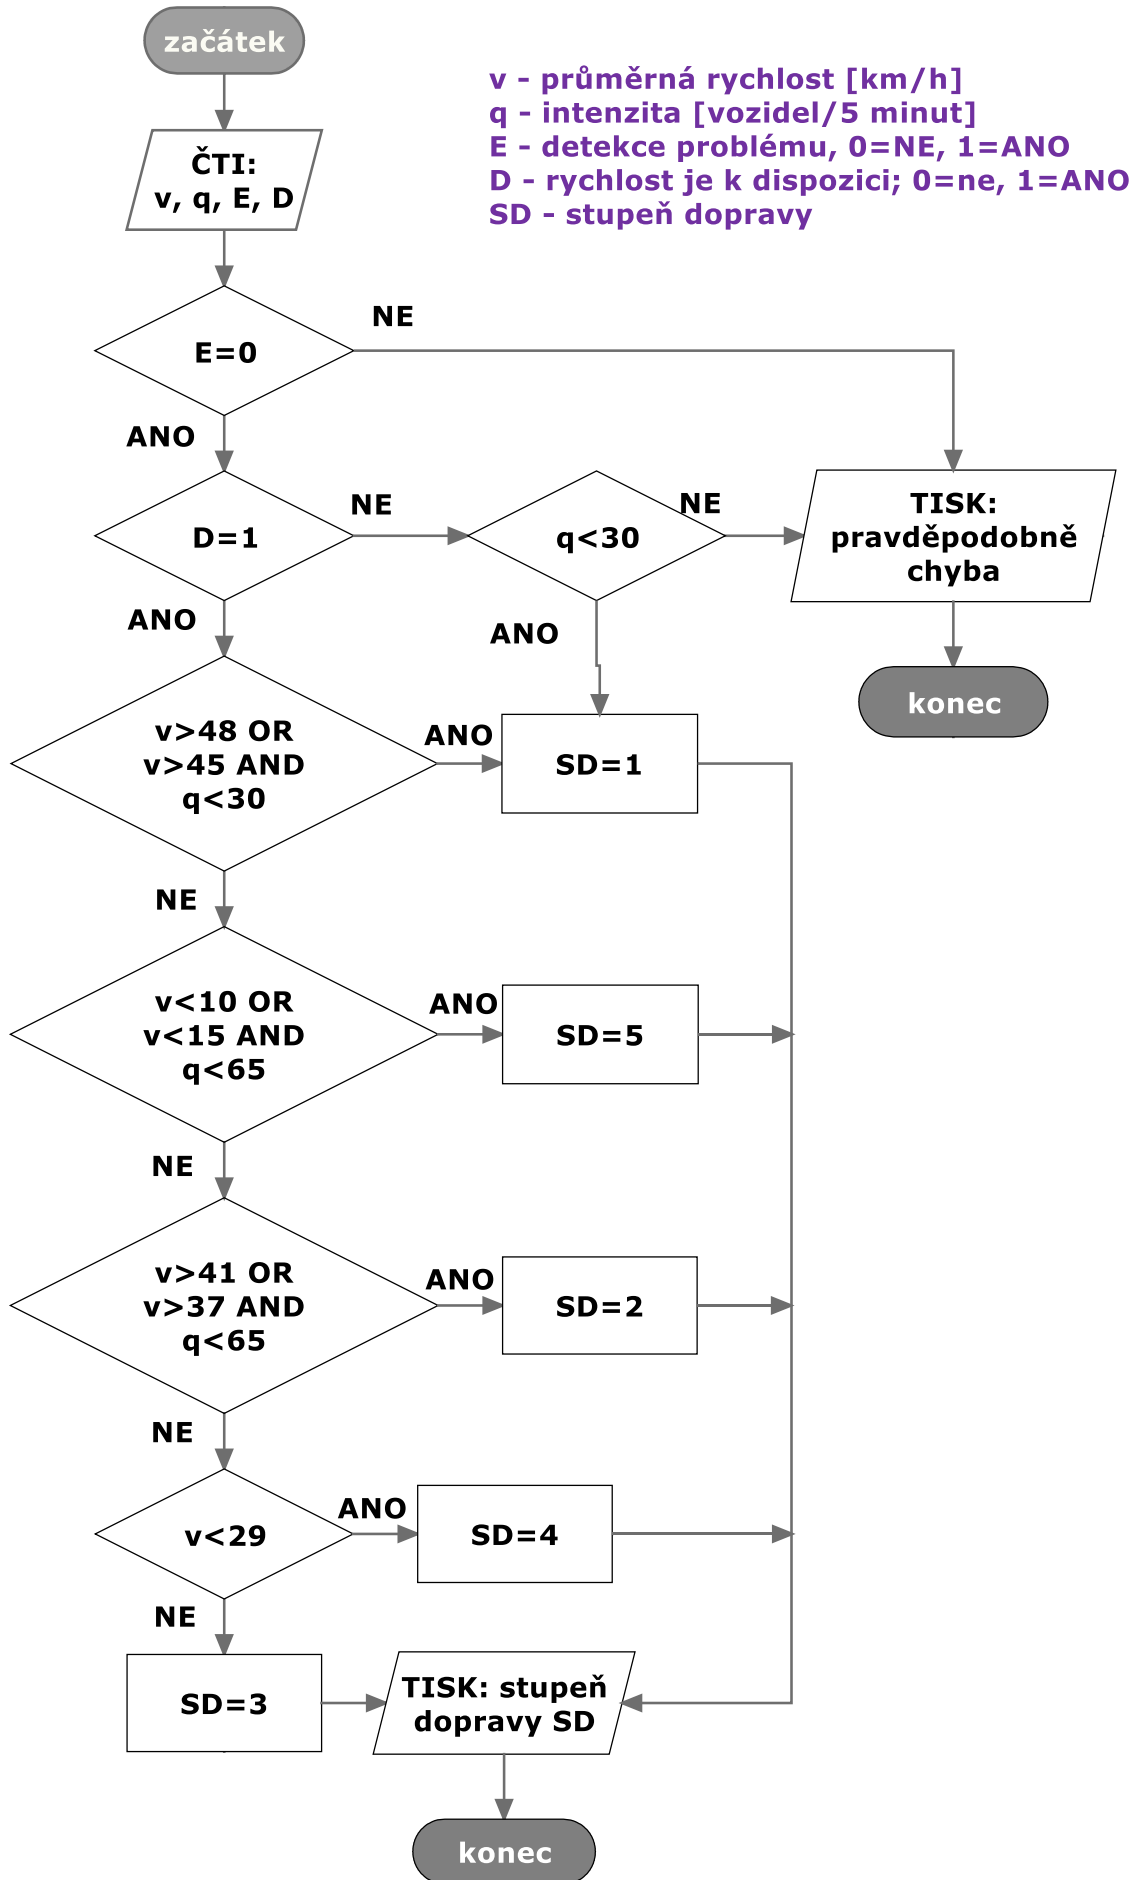 začátek
v - průměrná rychlost [km/h]
q - intenzita [vozidel/5 minut]
E - detekce problému, 0=NE, 1=ANO
D - rychlost je k dispozici; 0=ne, 1=ANO
SD - stupeň dopravy
ČTI:
v, q, E, D
NE
E=0
ANO
NE
NE
D=1
q<30
TISK:
pravděpodobně
chyba
ANO
ANO
konec
v>48 OR
v>45 AND
q<30
ANO
SD=1
NE
v<10 OR
v<15 AND
q<65
ANO
SD=5
NE
v>41 OR
v>37 AND
q<65
ANO
SD=2
NE
v<29
ANO
SD=4
NE
SD=3
TISK: stupeň
dopravy SD
konec